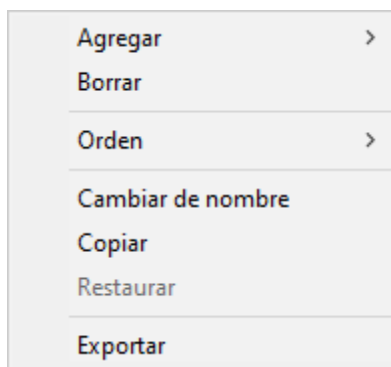 Agregar
Borrar
Orden
Cambiar de nombre
Copiar
Restaurar
Exportar